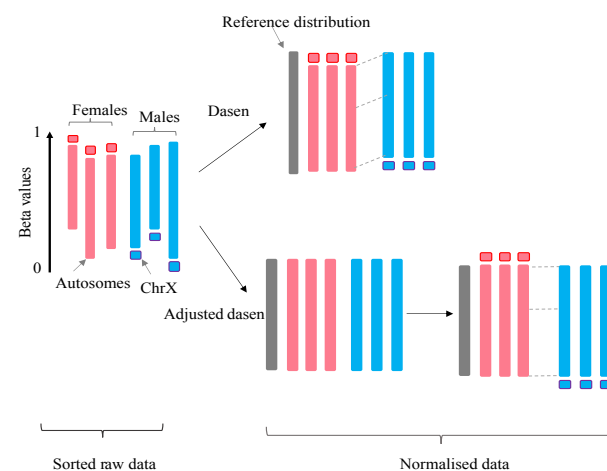 Reference distribution
Females
Males
Dasen
1
Beta values
0
Autosomes
ChrX
Adjusted dasen
Sorted raw data
Normalised data